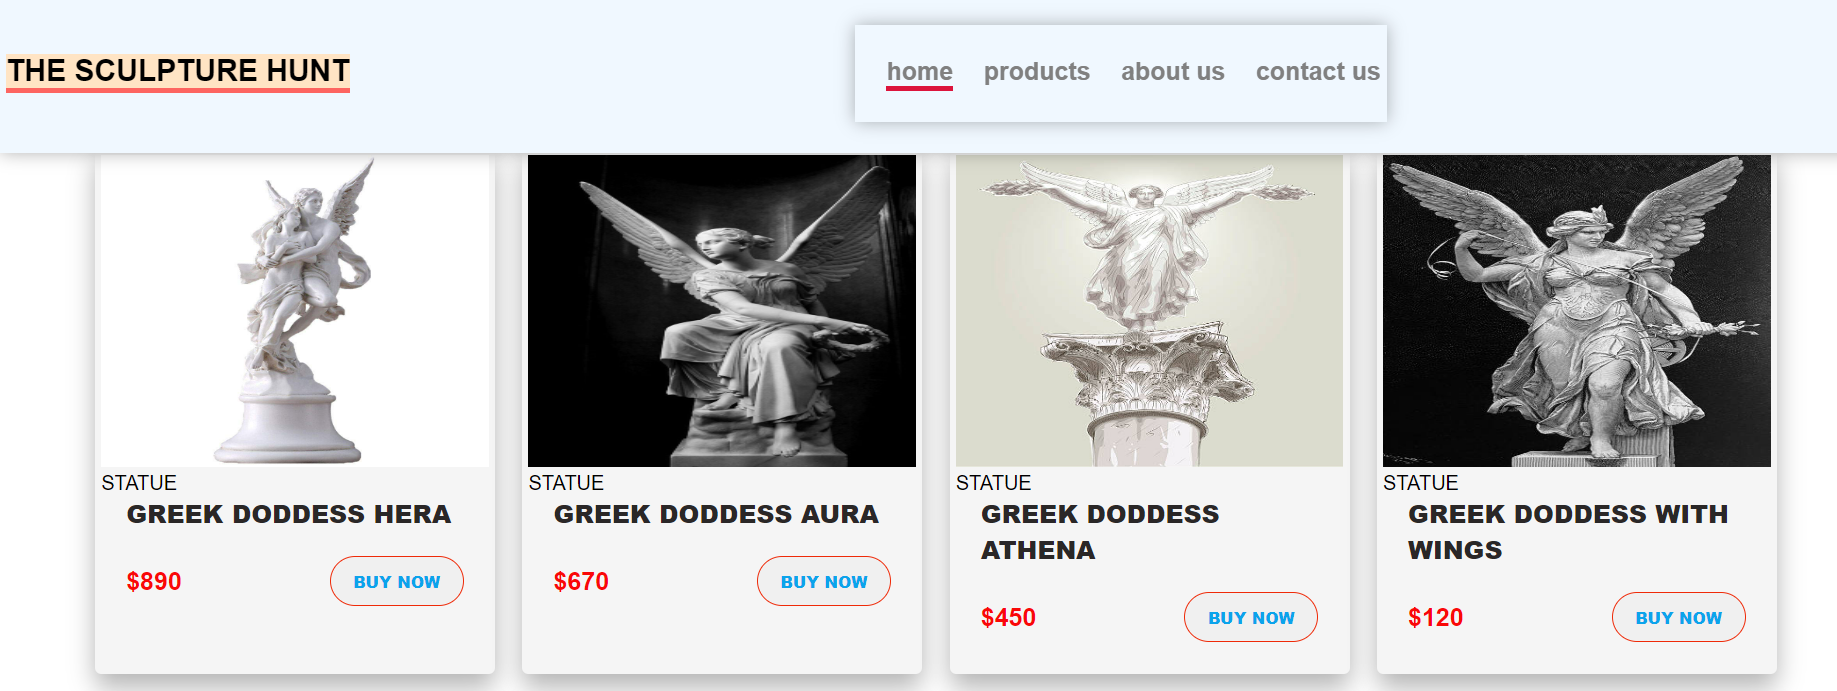 THE SCULPTURE HUNT
home products about us contact us
STATUE
GREEK DODDESS HERA
$890 BUY NOW
STATUE
GREEK DODDESS AURA
$670 BUY NOW
STATUE
GREEK DODDESS
ATHENA
$450 BUY NOW
STATUE
GREEK DODDESS WITH
WINGS
$120 BUY NOW